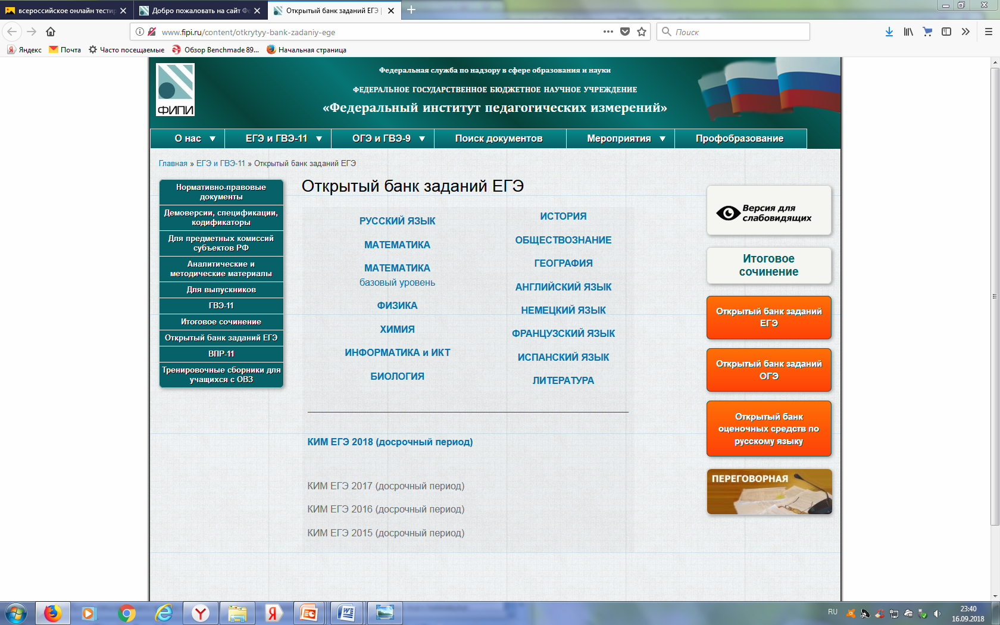 всероссийское онлайн тестир
Добро пожаловать на сайт Фе
Открытый банк заданий ЕГЭ |
www.fipi.ru/content/otkrytyy-bank-zadaniy-ege
Поиск
Яндекс
Почта
Часто посещаемые
Обзор Benchmade 89...
Начальная страница
ФИПИ
Федеральная служба по надзору в сфере образования и науки
ФЕДЕРАЛЬНОЕ ГОСУДАРСТВЕННОЕ БЮДЖЕТНОЕ НАУЧНОЕ УЧРЕЖДЕНИЕ
«Федеральный институт педагогических измерений»
О нас
ЕГЭ и ГВЭ-11
ОГЭ и ГВЭ-9
Поиск документов
Мероприятия
Профобразование
Главная » ЕГЭ и ГВЭ-11 » Открытый банк заданий ЕГЭ
Нормативно-правовые
документы
Демоверсии, спецификации,
кодификаторы
Для предметных комиссий
субъектов РФ
Аналитические и
методические материалы
Для выпускников
ГВЭ-11
Итоговое сочинение
Открытый банк заданий ЕГЭ
ВПР-11
Тренировочные сборники для
учащихся с ОВЗ
Открытый банк заданий ЕГЭ
РУССКИЙ ЯЗЫК
МАТЕМАТИКА
МАТЕМАТИКА
базовый уровень
ФИЗИКА
ХИМИЯ
ИНФОРМАТИКА и ИКТ
БИОЛОГИЯ
ИСТОРИЯ
ОБЩЕСТВОЗНАНИЕ
ГЕОГРАФИЯ
АНГЛИЙСКИЙ ЯЗЫК
НЕМЕЦКИЙ ЯЗЫК
ФРАНЦУЗСКИЙ ЯЗЫК
ИСПАНСКИЙ ЯЗЫК
ЛИТЕРАТУРА
КИМ ЕГЭ 2018 (досрочный период)
КИМ ЕГЭ 2017 (досрочный период)
КИМ ЕГЭ 2016 (досрочный период)
КИМ ЕГЭ 2015 (досрочный период)
Версия для
слабовидящих
Итоговое
сочинение
Открытый банк заданий
ЕГЭ
Открытый банк заданий
ОГЭ
Открытый банк
оценочных средств по
русскому языку
ПЕРЕГОВОРНАЯ
RU
23:40
16.09.2018